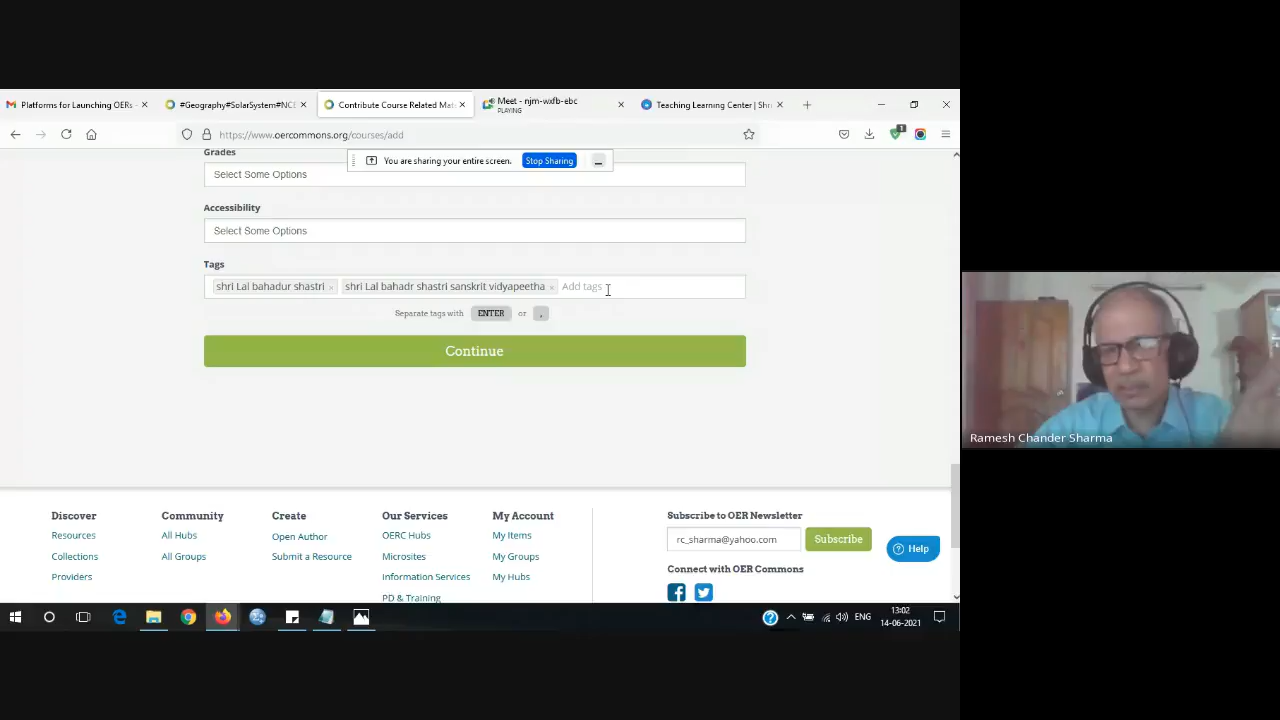 Platforms for Launching OERs -
#Geography#SolarSystem#NCE
Contribute Course Related Mat
Meet - njm-wxfb-ebc
PLAYING
Teaching Learning Center | Shri
https://www.oercommons.org/courses/add
1
You are sharing your entire screen.
Stop Sharing
Grades
Select Some Options
Accessibility
Select Some Options
Tags
shri Lal bahadur shastri × shri Lal bahadr shastri sanskrit vidyapeetha × Add tags
Separate tags with ENTER or ,
Continue
Discover
Resources
Collections
Providers
Community
All Hubs
All Groups
Create
Open Author
Submit a Resource
Our Services
OERC Hubs
Microsites
Information Services
PD & Training
My Account
My Items
My Groups
My Hubs
Subscribe to OER Newsletter
rc_sharma@yahoo.com
Subscribe
Connect with OER Commons
Help
Ramesh Chander Sharma
ENG
13:02
14-06-2021